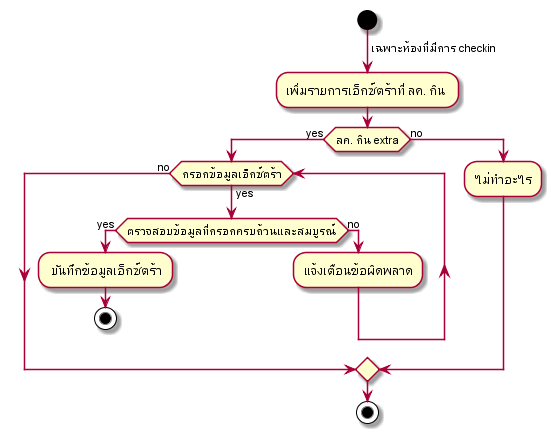 เฉพาะห้องที่มีการ checkin
เพิ่มรายการเอ็กซ์ตร้าที่ ลค. กิน
yes
ลค. กิน extra
no
no
กรอกข้อมูลเอ็กซ์ตร้า
ไม่ทำอะไร
yes
yes
ตรวจสอบข้อมูลที่กรอกครบถ้วนและสมบูรณ์
no
บันทึกข้อมูลเอ็กซ์ตร้า
แจ้งเตือนข้อผิดพลาด